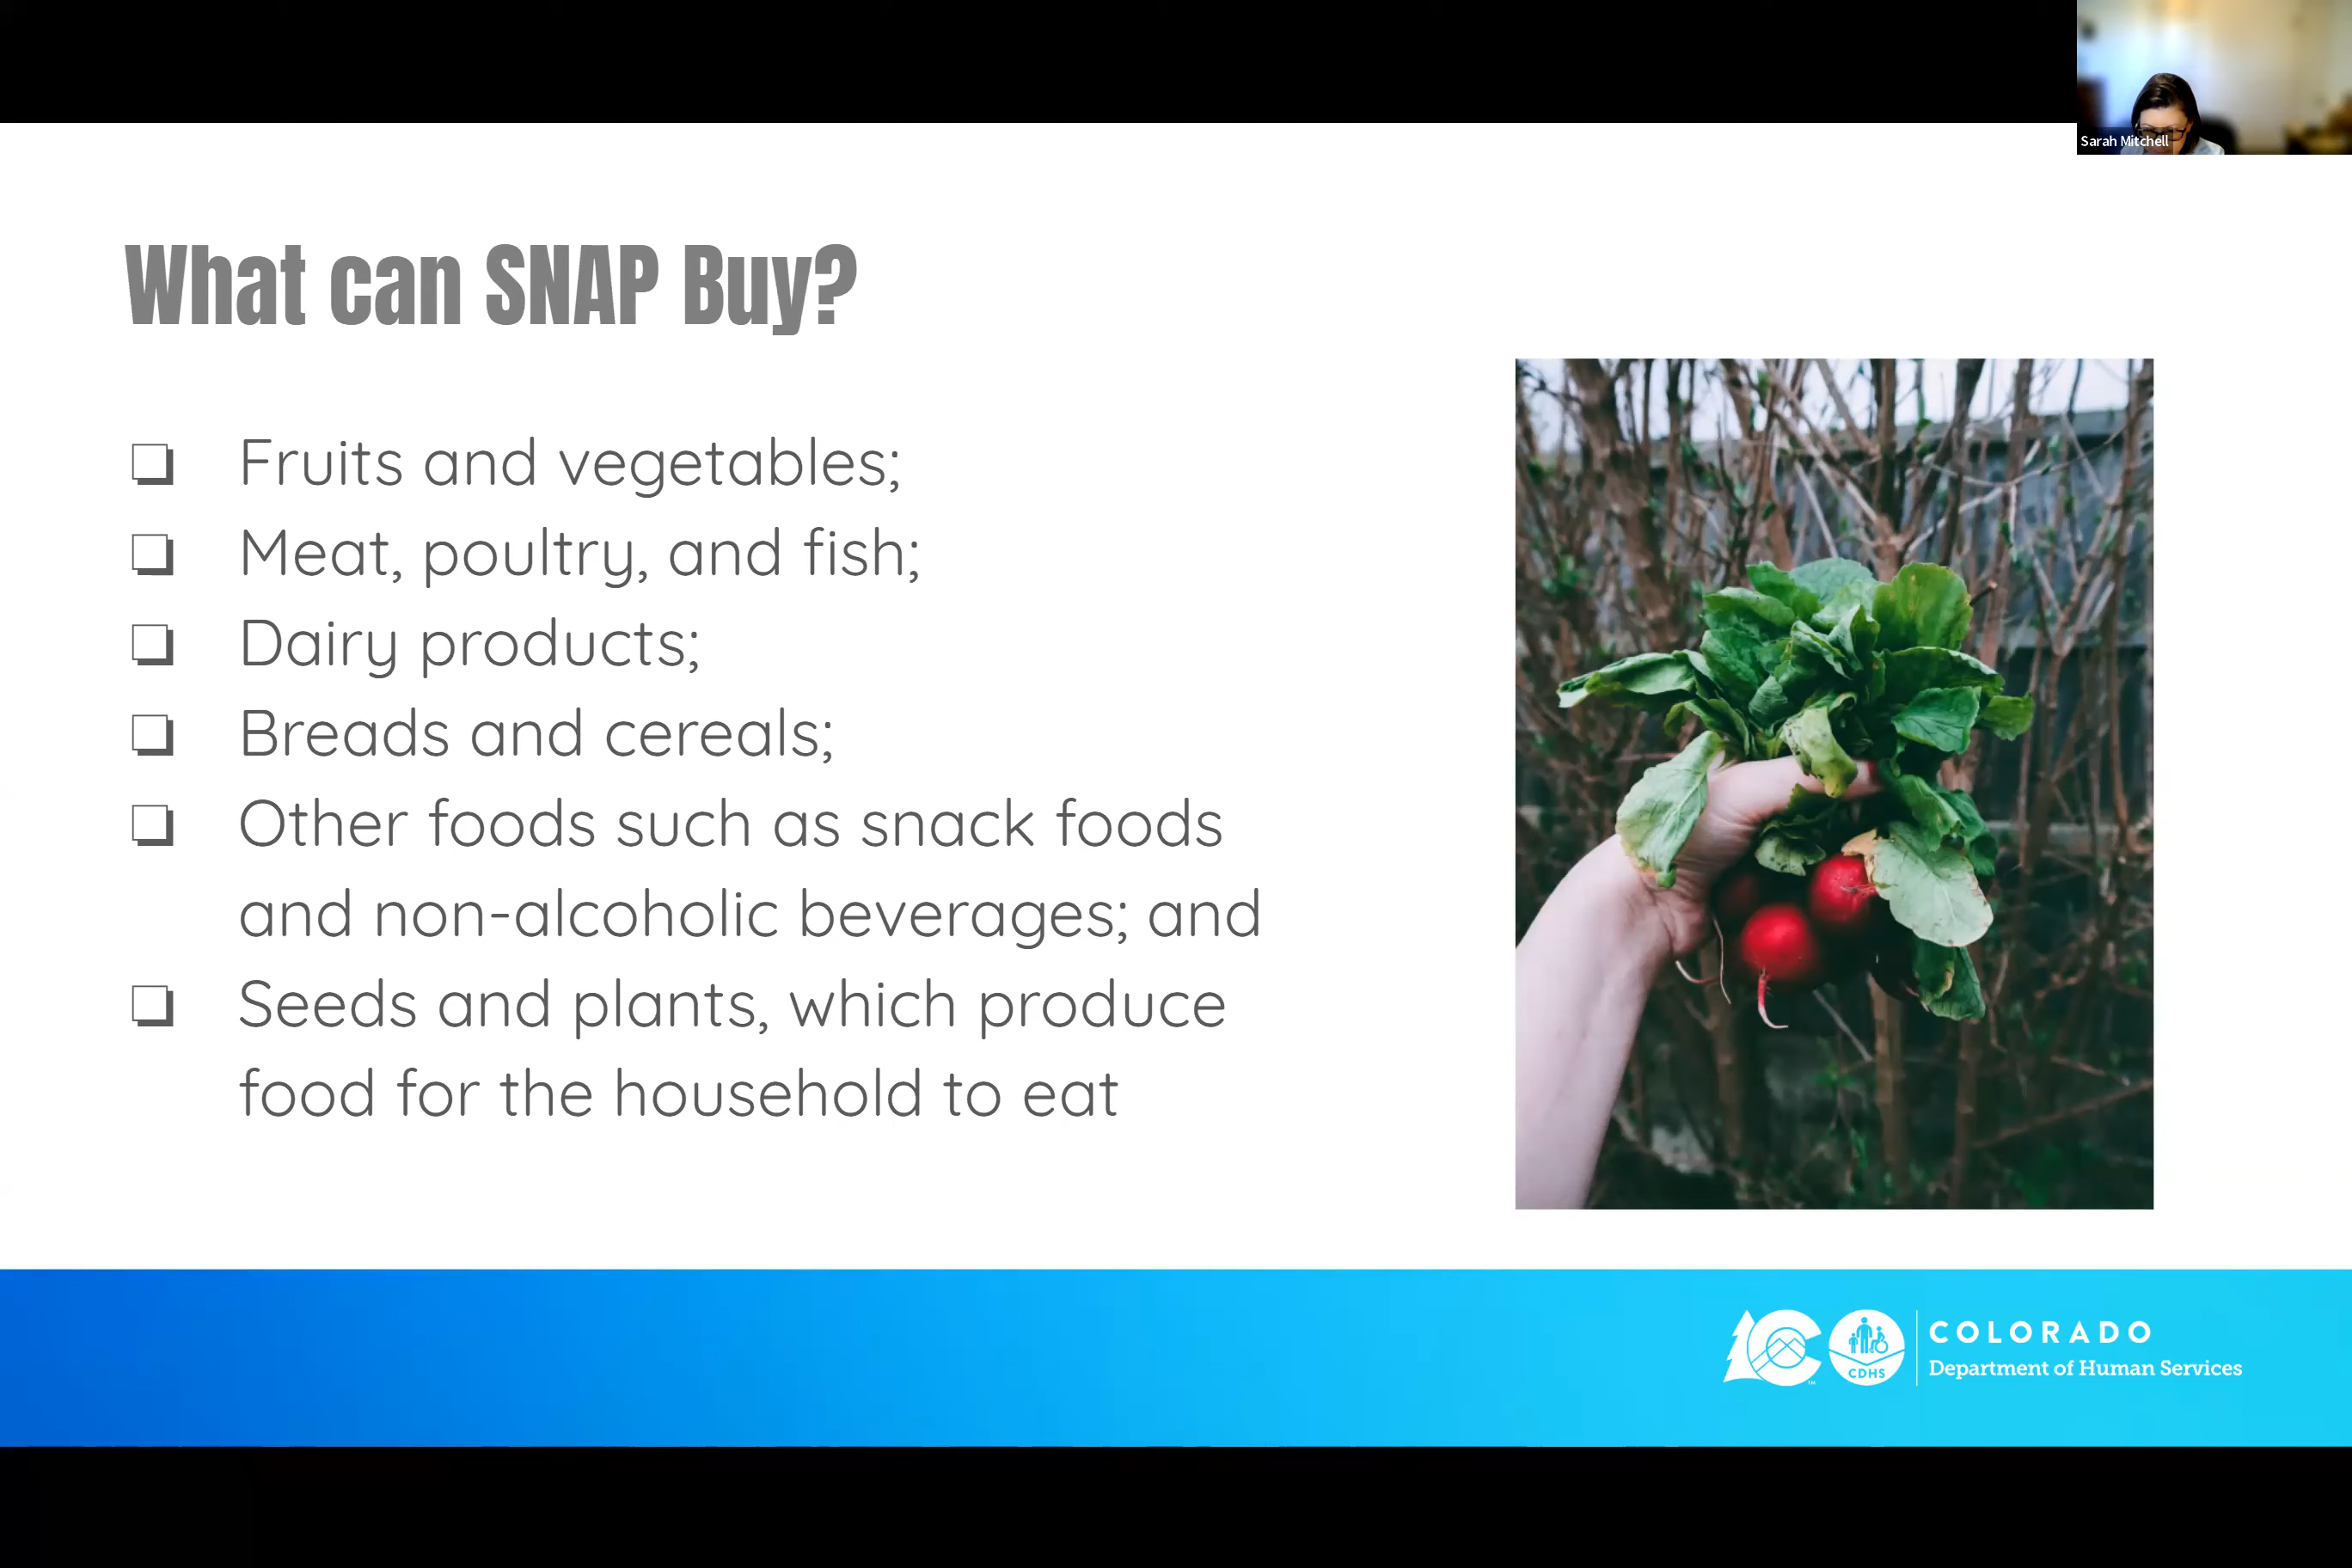 Sarah Mitchell
What can SNAP Buy?
❏ Fruits and vegetables;
❏ Meat, poultry, and fish;
❏ Dairy products;
❏ Breads and cereals;
❏ Other foods such as snack foods
and non-alcoholic beverages; and
❏ Seeds and plants, which produce
food for the household to eat
CDHS
COLORADO
Department of Human Services
TM